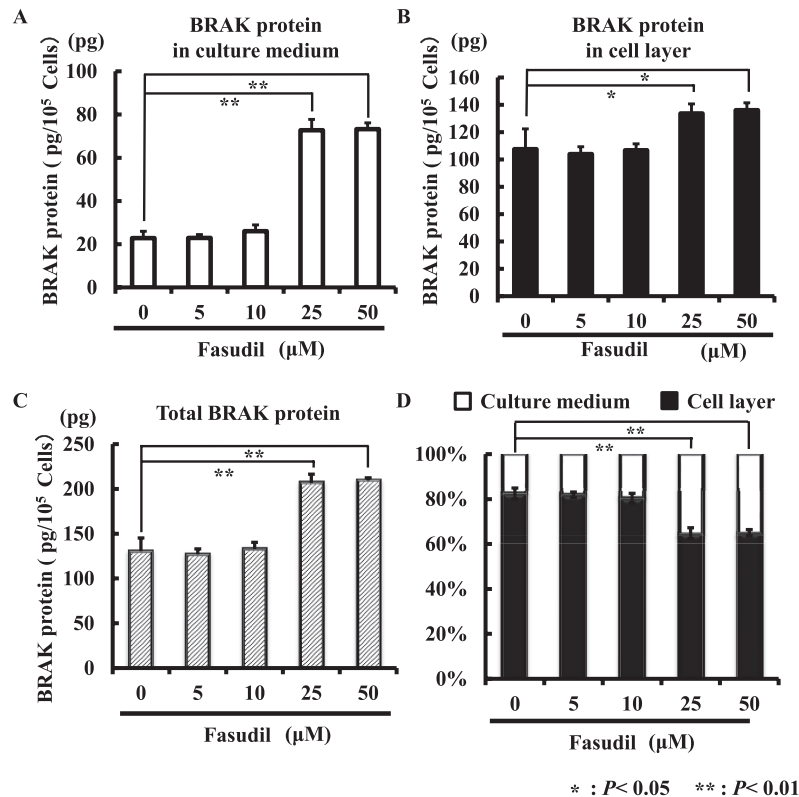 A
(pg)
BRAK protein
in culture medium
BRAK protein ( pg/10⁵ Cells)
100
80
60
40
20
0
**
**
0 5 10 25 50
Fasudil (μM)
B
(pg)
BRAK protein
in cell layer
BRAK protein ( pg/10⁵ Cells)
160
140
120
100
80
60
40
20
0
*
*
0 5 10 25 50
Fasudil (μM)
C
(pg)
Total BRAK protein
BRAK protein ( pg/10⁵ Cells)
250
200
150
100
50
0
**
**
0 5 10 25 50
Fasudil (μM)
D
Culture medium Cell layer
100%
80%
60%
40%
20%
0%
**
**
0 5 10 25 50
Fasudil (μM)
* : P< 0.05 ** : P< 0.01